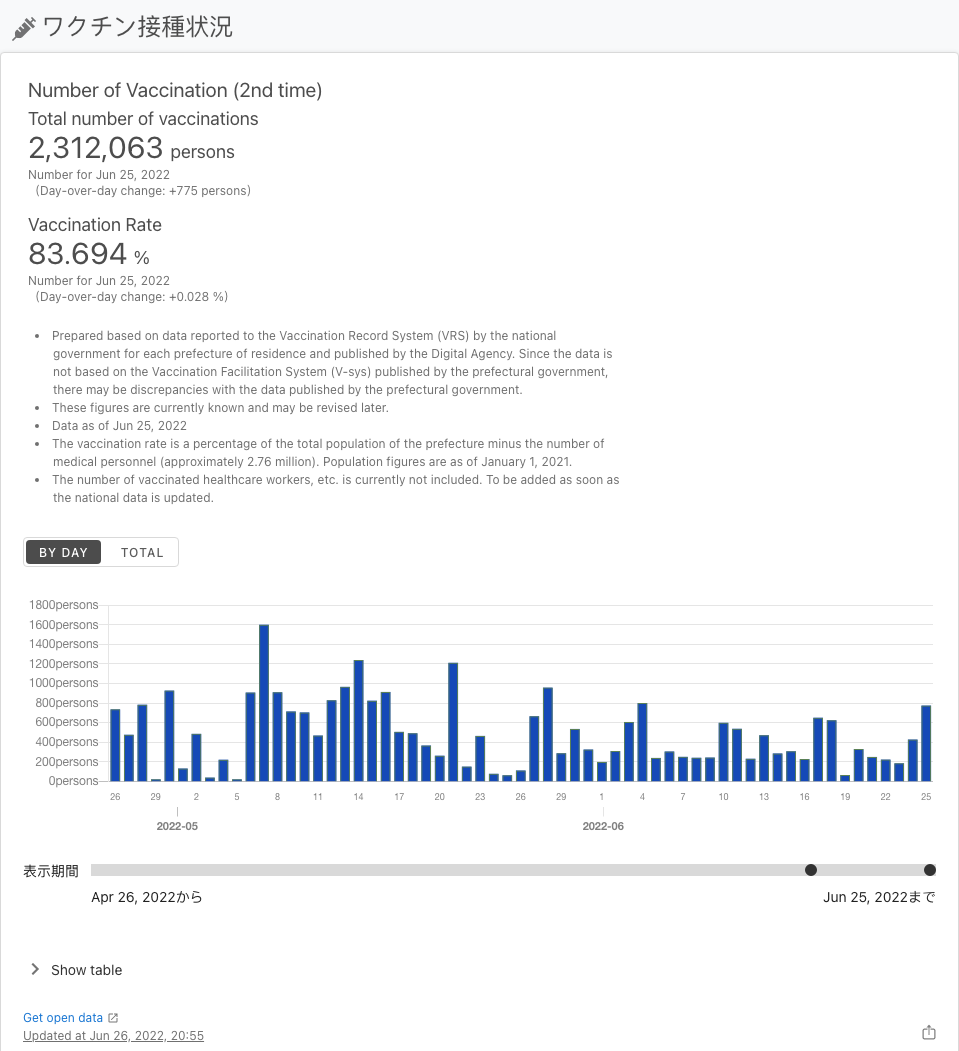 ワクチン接種状況
Number of Vaccination (2nd time)
Total number of vaccinations
2,312,063 persons
Number for Jun 25, 2022
(Day-over-day change: +775 persons)
Vaccination Rate
83.694 %
Number for Jun 25, 2022
(Day-over-day change: +0.028 %)
• Prepared based on data reported to the Vaccination Record System (VRS) by the national
government for each prefecture of residence and published by the Digital Agency. Since the data is
not based on the Vaccination Facilitation System (V-sys) published by the prefectural government,
there may be discrepancies with the data published by the prefectural government.
• These figures are currently known and may be revised later.
• Data as of Jun 25, 2022
• The vaccination rate is a percentage of the total population of the prefecture minus the number of
medical personnel (approximately 2.76 million). Population figures are as of January 1, 2021.
• The number of vaccinated healthcare workers, etc. is currently not included. To be added as soon as
the national data is updated.
BY DAY TOTAL
1800persons
1600persons
1400persons
1200persons
1000persons
800persons
600persons
400persons
200persons
0persons
26 29 2 5 8 11 14 17 20 23 26 29 1 4 7 10 13 16 19 22 25
2022-05 2022-06
表示期間
Apr 26, 2022から Jun 25, 2022まで
Show table
Get open data
Updated at Jun 26, 2022, 20:55